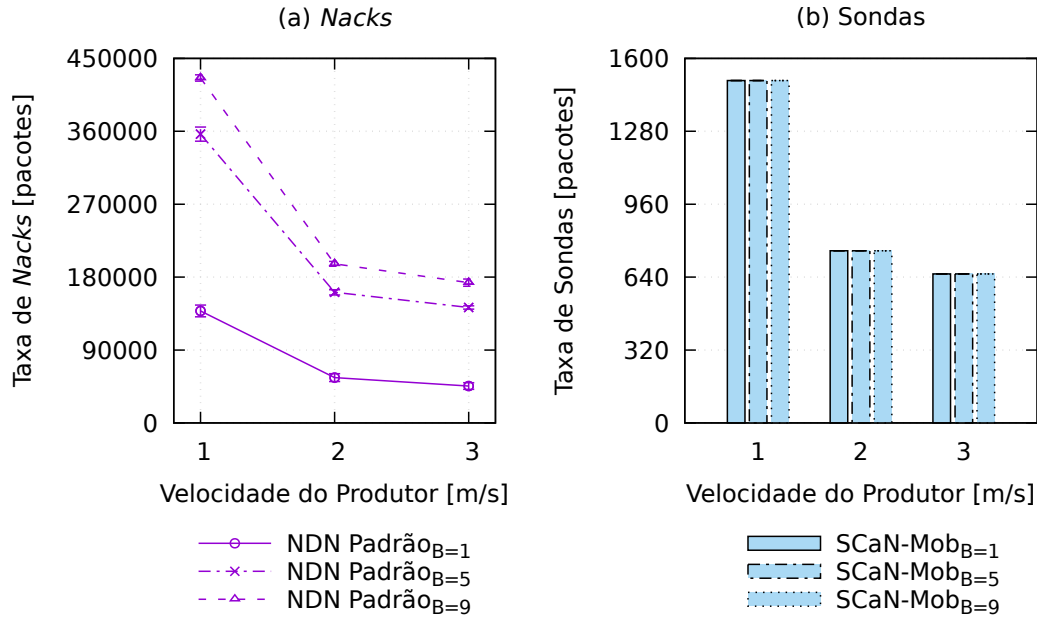 (a) Nacks
Taxa de Nacks [pacotes]
450000
360000
270000
180000
90000
0
1 2 3
Velocidade do Produtor [m/s]
NDN Padrão B=1
NDN Padrão B=5
NDN Padrão B=9
(b) Sondas
Taxa de Sondas [pacotes]
1600
1280
960
640
320
0
1 2 3
Velocidade do Produtor [m/s]
SCaN-Mob B=1
SCaN-Mob B=5
SCaN-Mob B=9